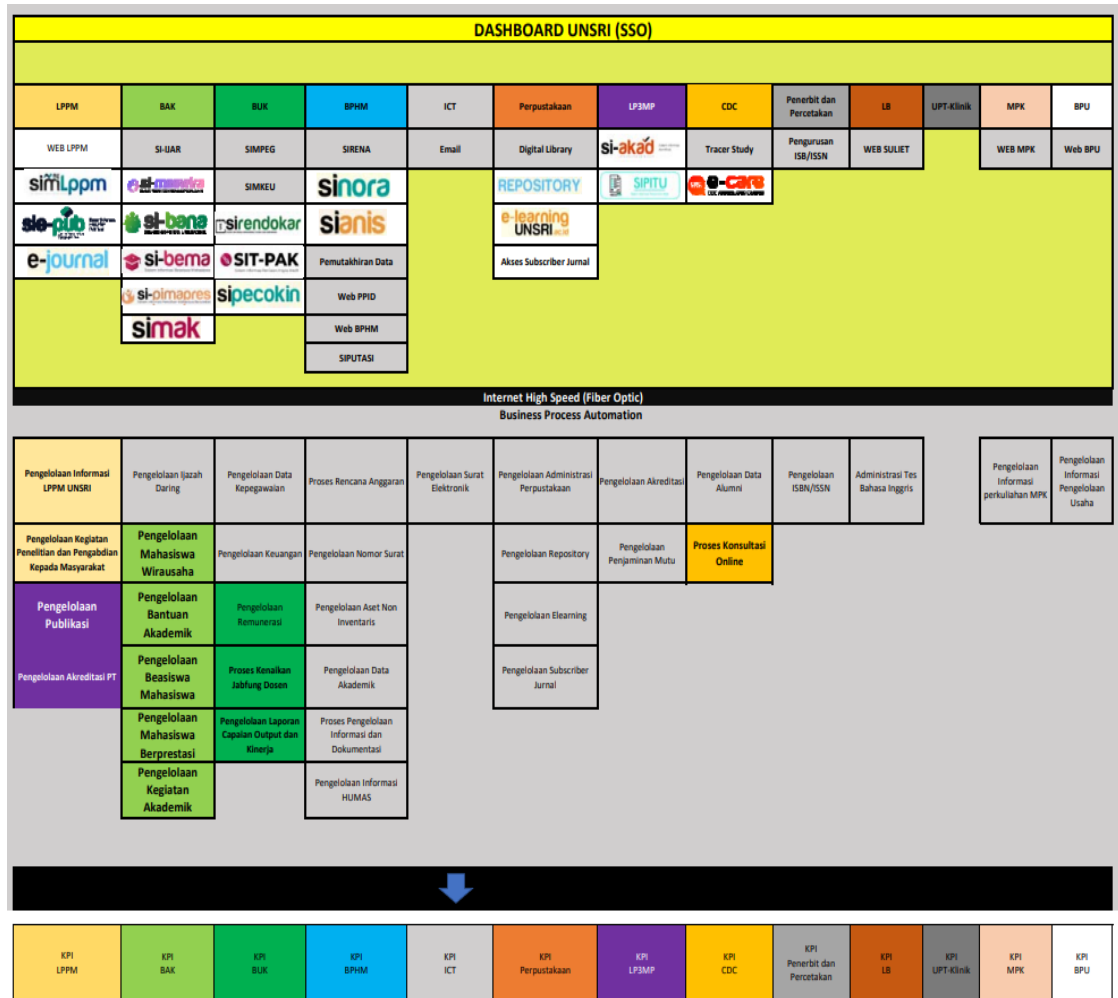 DASHBOARD UNSRI (SSO)
LPPM
BAK
BUK
BPHM
ICT
Perpustakaan
LP3MP
CDC
Penerbit dan
Percetakan
LB
UPT-Klinik
MPK
BPU
WEB LPPM
SI-IJAR
SIMPEG
SIRENA
Email
Digital Library
si-akad
Tracer Study
Pengurusan
ISB/ISSN
WEB SULIET
WEB MPK
Web BPU
simLppm
SIMKEU
sinora
REPOSITORY
SIPITU
e-care
sie-pub
si-bana
sirendokar
sianis
e-learning
UNSRI.ac.id
e-journal
si-bema
SIT-PAK
Pemutakhiran Data
Akses Subscriber Jurnal
si-pimapres
sipecokin
Web PPID
simak
Web BPHM
SIPUTASI
Internet High Speed (Fiber Optic)
Business Process Automation
Pengelolaan Informasi
LPPM UNSRI
Pengelolaan Ijazah
Daring
Pengelolaan Data
Kepegawaian
Proses Rencana Anggaran
Pengelolaan Surat
Elektronik
Pengelolaan Administrasi
Perpustakaan
Pengelolaan Akreditasi
Pengelolaan Data
Alumni
Pengelolaan
ISBN/ISSN
Administrasi Tes
Bahasa Inggris
Pengelolaan
Informasi
perkuliahan MPK
Pengelolaan
Informasi
Pengelolaan
Usaha
Pengelolaan Kegiatan
Penelitian dan Pengabdian
Kepada Masyarakat
Pengelolaan
Mahasiswa
Wirausaha
Pengelolaan Keuangan
Pengelolaan Nomor Surat
Pengelolaan Repository
Pengelolaan
Penjaminan Mutu
Proses Konsultasi
Online
Pengelolaan
Publikasi
Pengelolaan
Bantuan
Akademik
Pengelolaan
Remunerasi
Pengelolaan Aset Non
Inventaris
Pengelolaan Elearning
Pengelolaan Akreditasi PT
Pengelolaan
Beasiswa
Mahasiswa
Proses Kenaikan
Jabfung Dosen
Pengelolaan Data
Akademik
Pengelolaan Subscriber
Jurnal
Pengelolaan
Mahasiswa
Berprestasi
Pengelolaan Laporan
Capaian Output dan
Kinerja
Proses Pengelolaan
Informasi dan
Dokumentasi
Pengelolaan
Kegiatan
Akademik
Pengelolaan Informasi
HUMAS
KPI
LPPM
KPI
BAK
KPI
BUK
KPI
BPHM
KPI
ICT
KPI
Perpustakaan
KPI
LP3MP
KPI
CDC
KPI
Penerbit dan
Percetakan
KPI
LB
KPI
UPT-Klinik
KPI
MPK
KPI
BPU